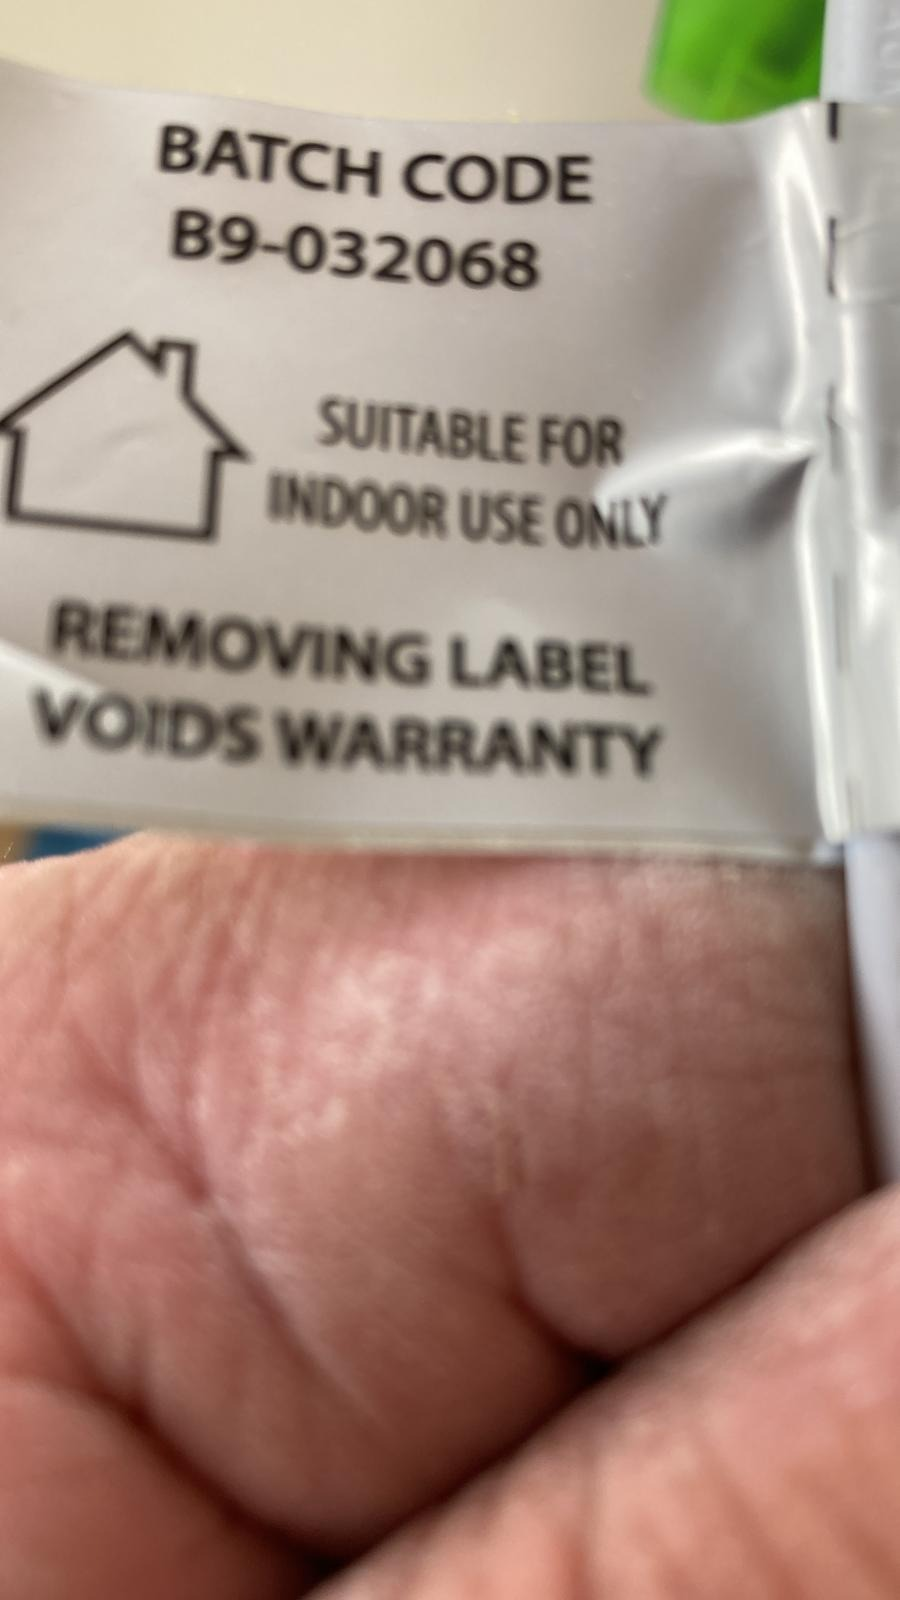 BATCH CODE
B9-032068
SUITABLE FOR
INDOOR USE ONLY
REMOVING LABEL
VOIDS WARRANTY